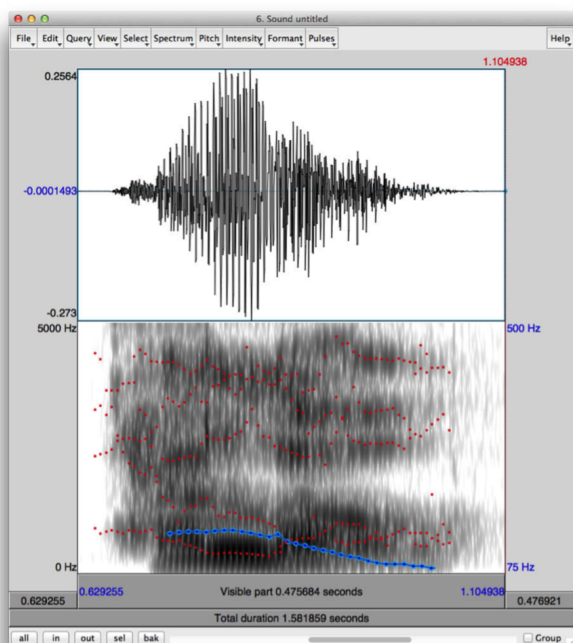 6. Sound untitled
File Edit Query View Select Spectrum Pitch Intensity Formant Pulses Help
1.104938
0.2564
-0.0001493
-0.273
5000 Hz 500 Hz
0 Hz 75 Hz
0.629255 0.629255 Visible part 0.475684 seconds 1.104938 0.476921
Total duration 1.581859 seconds
all in out sel bak Group